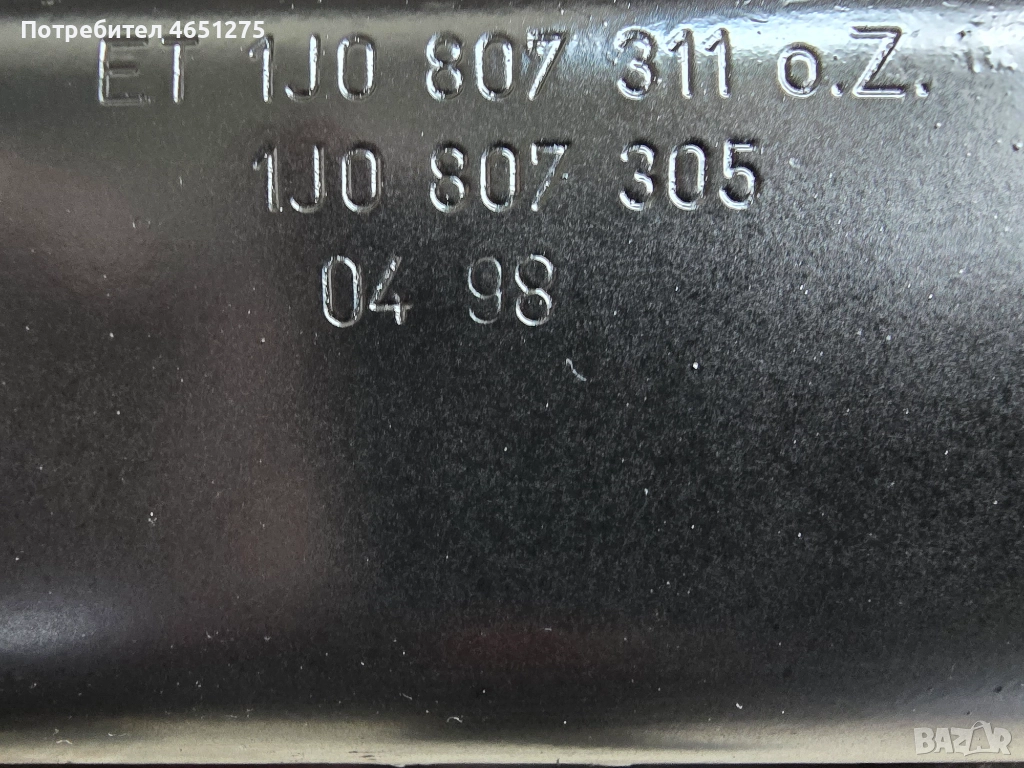 Потребител 4651275
ET 1J0 807 311 o.Z.
1J0 807 305
04 98
BAZAR